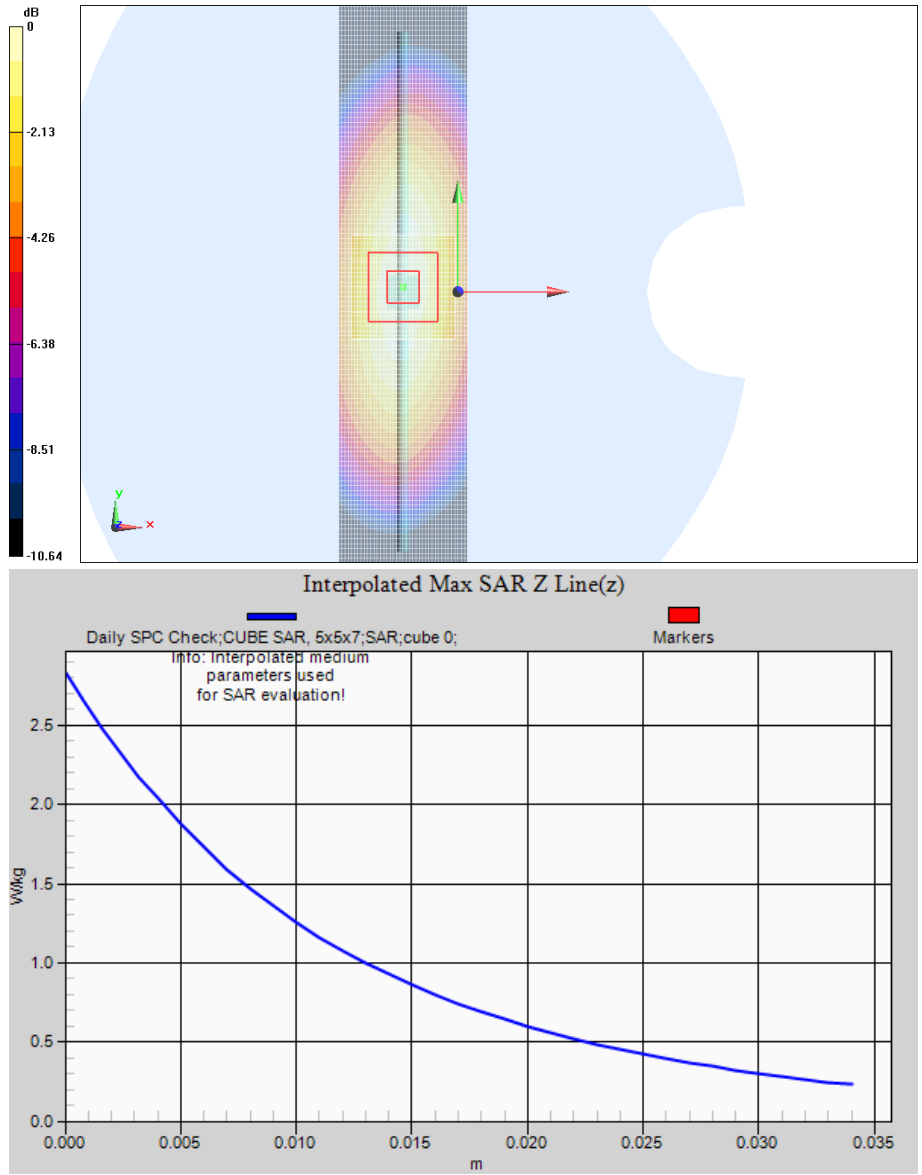 dB
0
-2.13
-4.26
-6.38
-8.51
-10.64
y
x
Interpolated Max SAR Z Line(z)
Daily SPC Check;CUBE SAR, 5x5x7;SAR;cube 0;
Markers
Info: Interpolated medium
parameters used
for SAR evaluation!
2.5
2.0
1.5
1.0
0.5
0.0
W/kg
0.000 0.005 0.010 0.015 0.020 0.025 0.030 0.035
m